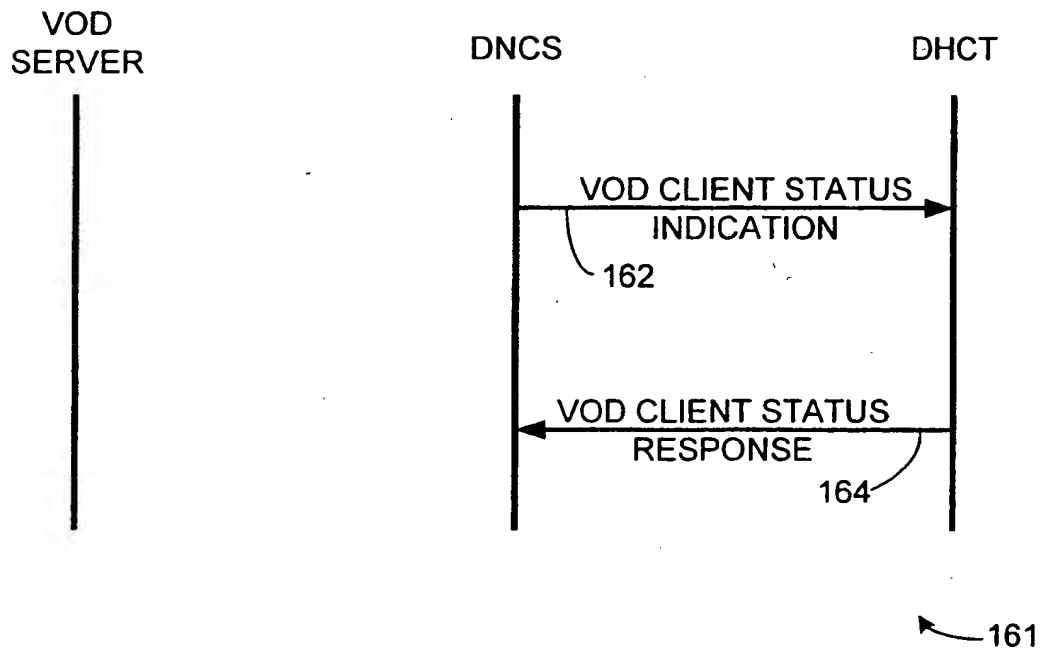 VOD
SERVER
DNCS
DHCT
VOD CLIENT STATUS
INDICATION
162
VOD CLIENT STATUS
RESPONSE
164
161